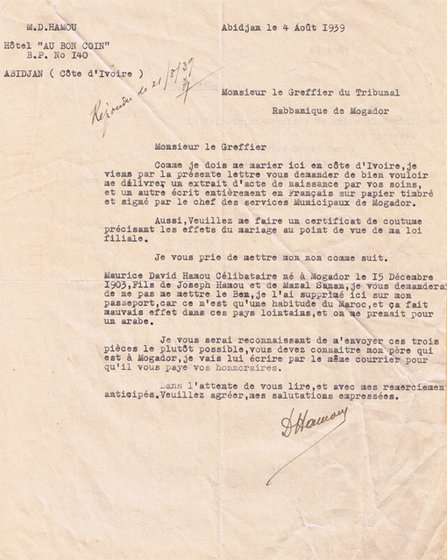 M.D.HAMOU
Abidjan le 4 Août 1939
Hôtel "AU BON COIN"
B.P. No I40
ABIDJAN ( Côte d'Ivoire )
le 21/8/39
Monsieur le Greffier du Tribunal
Rabbanique de Mogador
Monsieur le Greffier
Comme je dois me marier ici en côte d'Ivoire,je
viens par la présente lettre vous demander de bien vouloir
me délivrer un extrait d'acte de naissance par vos soins,
et un autre écrit entièrement en Français sur papier timbré
et signé par le chef des services Municipaux de Mogador.
Aussi,Veuillez me faire un certificat de coutume
précisant les effets du mariage au point de vue de ma loi
filiale.
Je vous prie de mettre mon mon comme suit.
Maurice David Hamou Célibataire né à Mogador le I5 Décembre
I903,Fils de Joseph Hamou et de Mazal Sanan,je vous demanderai
de ne pas me mettre le Ben,je l'ai supprimé ici sur mon
passeport,car ce n'est qu'une habitude du Maroc,et ça fait
mauvais effet dans ces pays lointains,et on me prenait pour
un arabe.
Je vous serai reconnaissant de m'envoyer ces trois
pièces le plutôt possible,vous devez connaitre mon père qui
est à Mogador,je vais lui écrire par le même courrier pour
qu'il vous paye vos honnoraires.
Dans l'attente de vous lire,et avec mes remerciement
anticipés.Veuillez agréer,mes salutations empressées.
DHamou